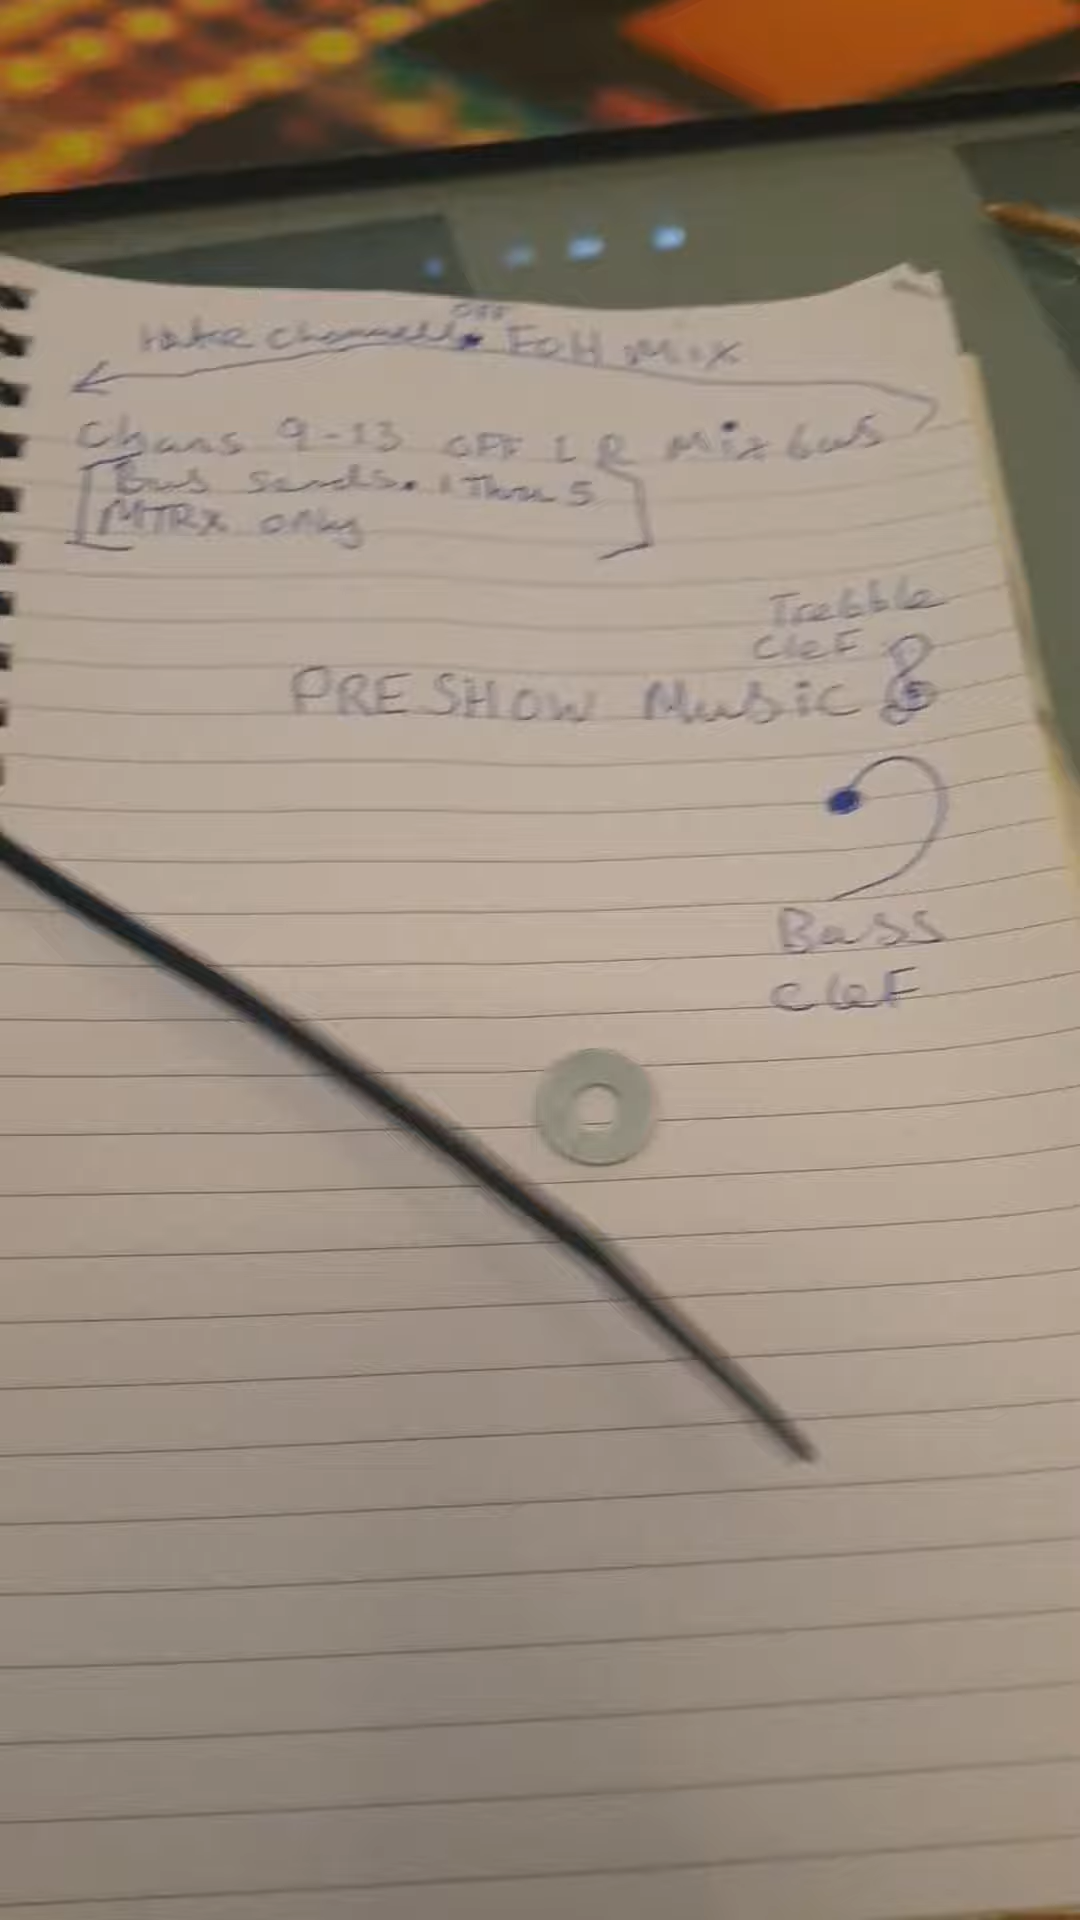 OFF
take channels FOH Mix
Chans 9-13 OFF L R Mix bus
Bus sends. 1 Thru 5
MTRX only
Trebble
Clef
PRESHOW Music
Bass
Clef